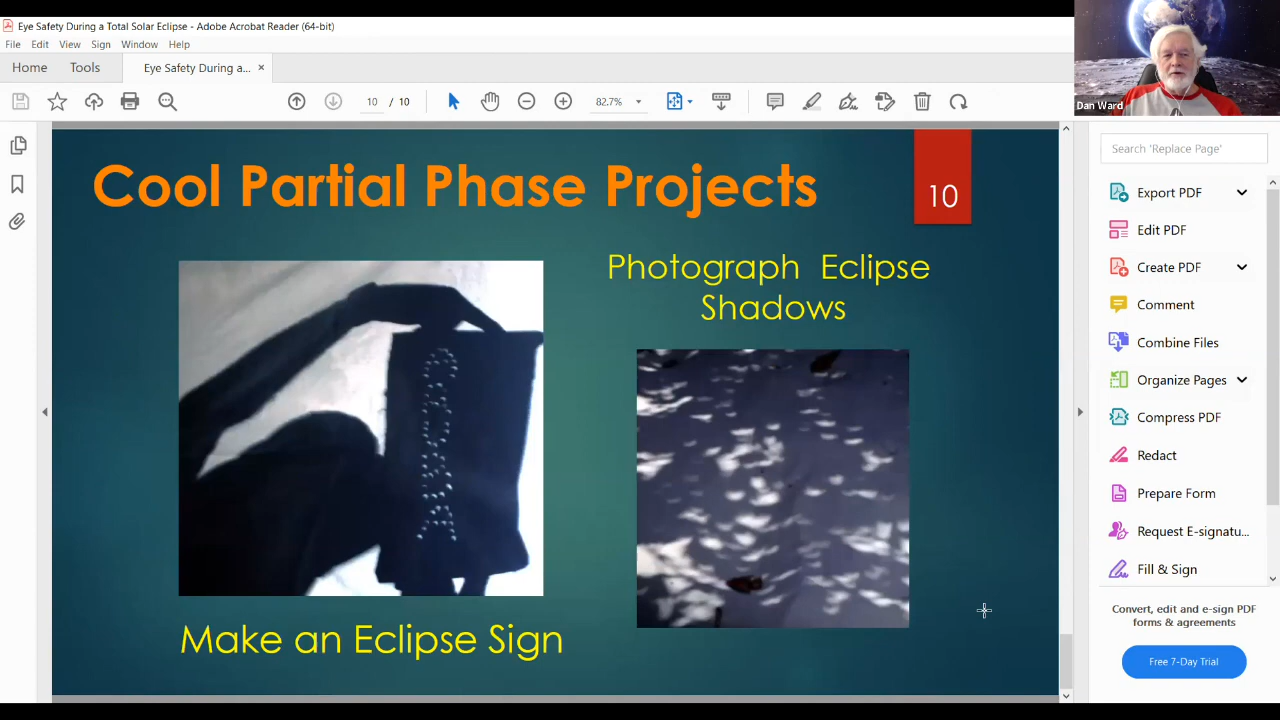 Eye Safety During a Total Solar Eclipse - Adobe Acrobat Reader (64-bit)
File Edit View Sign Window Help
Home Tools Eye Safety During a... ×
10 / 10 82.7%
Dan Ward
Search 'Replace Page'
Export PDF
Edit PDF
Create PDF
Comment
Combine Files
Organize Pages
Compress PDF
Redact
Prepare Form
Request E-signatu...
Fill & Sign
Convert, edit and e-sign PDF
forms & agreements
Free 7-Day Trial
Cool Partial Phase Projects
10
Photograph Eclipse
Shadows
Make an Eclipse Sign